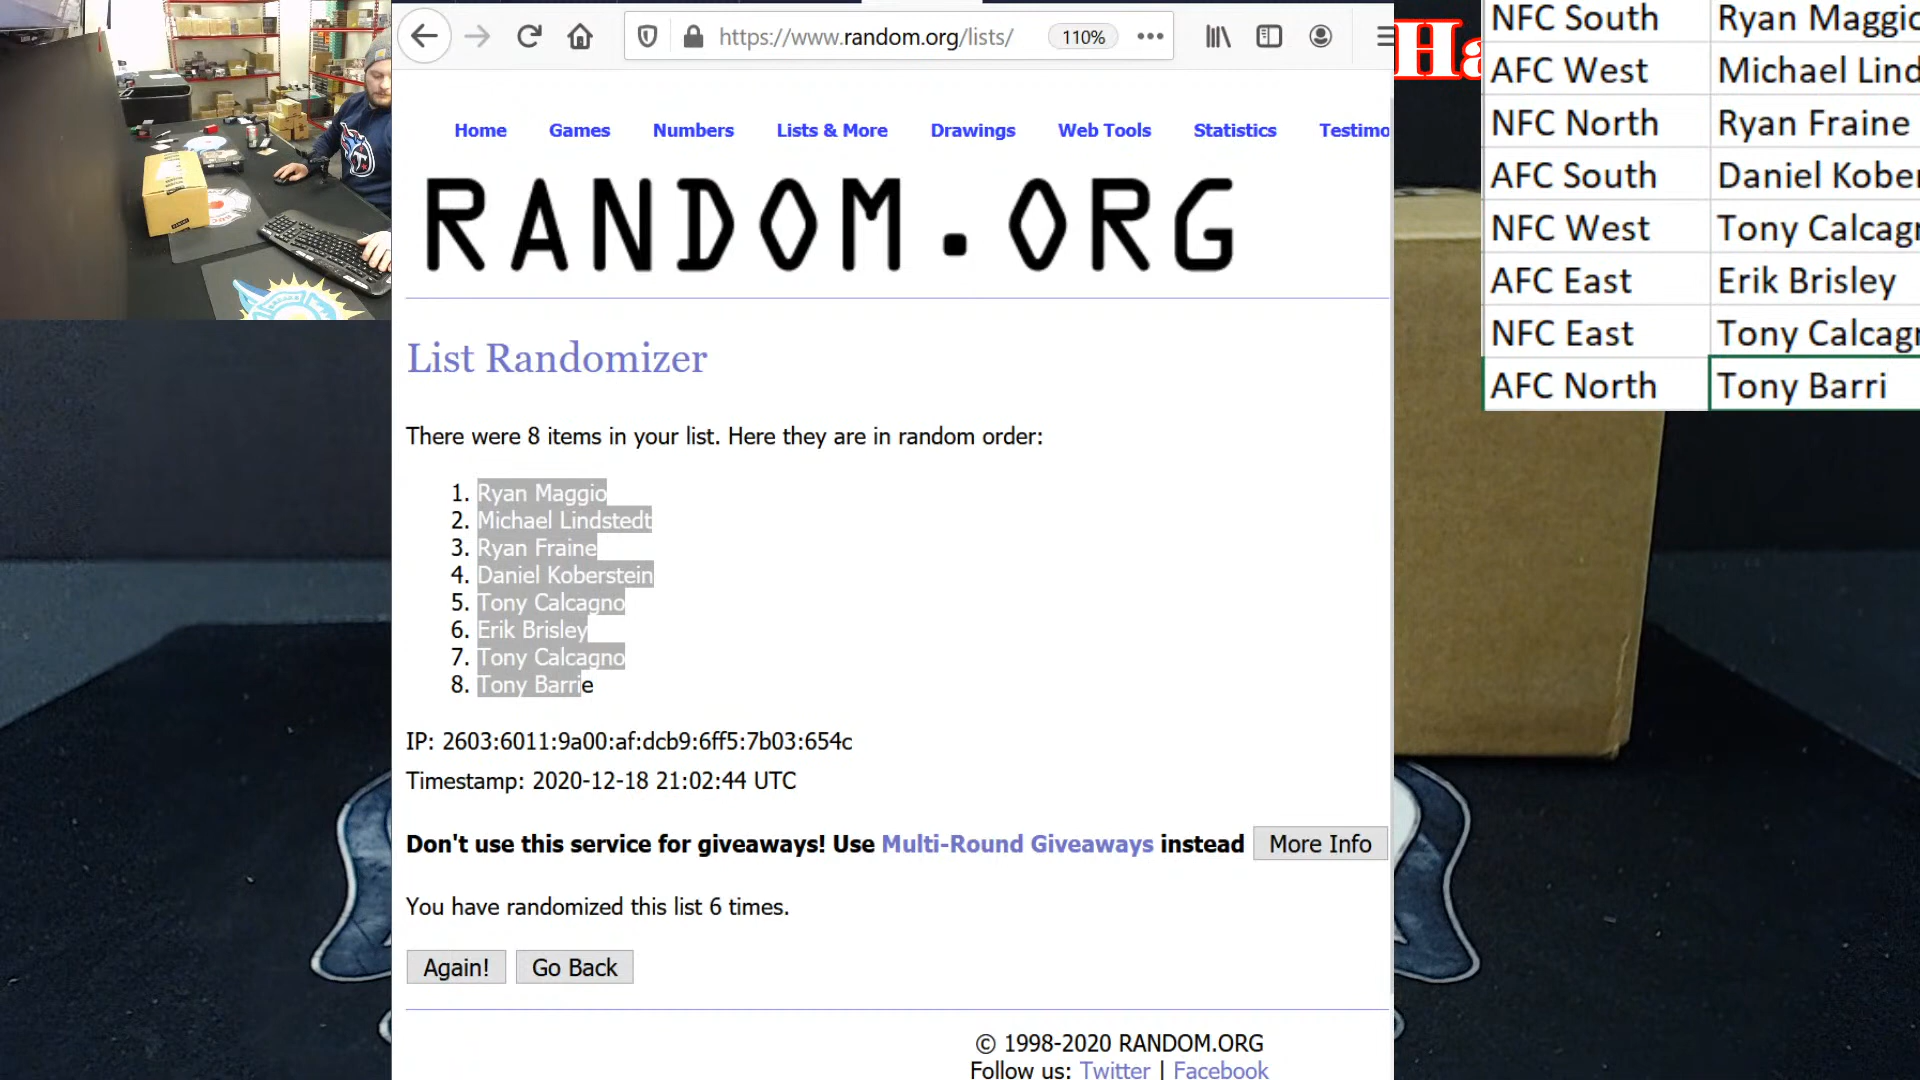 https://www.random.org/lists/
110%
Home Games Numbers Lists & More Drawings Web Tools Statistics Testimo
RANDOM.ORG
List Randomizer
There were 8 items in your list. Here they are in random order:
1. Ryan Maggio
2. Michael Lindstedt
3. Ryan Fraine
4. Daniel Koberstein
5. Tony Calcagno
6. Erik Brisley
7. Tony Calcagno
8. Tony Barrie
IP: 2603:6011:9a00:af:dcb9:6ff5:7b03:654c
Timestamp: 2020-12-18 21:02:44 UTC
Don't use this service for giveaways! Use Multi-Round Giveaways instead More Info
You have randomized this list 6 times.
Again! Go Back
© 1998-2020 RANDOM.ORG
Follow us: Twitter | Facebook
Ha
NFC South Ryan Maggio
AFC West Michael Lind
NFC North Ryan Fraine
AFC South Daniel Kober
NFC West Tony Calcagn
AFC East Erik Brisley
NFC East Tony Calcagn
AFC North Tony Barri